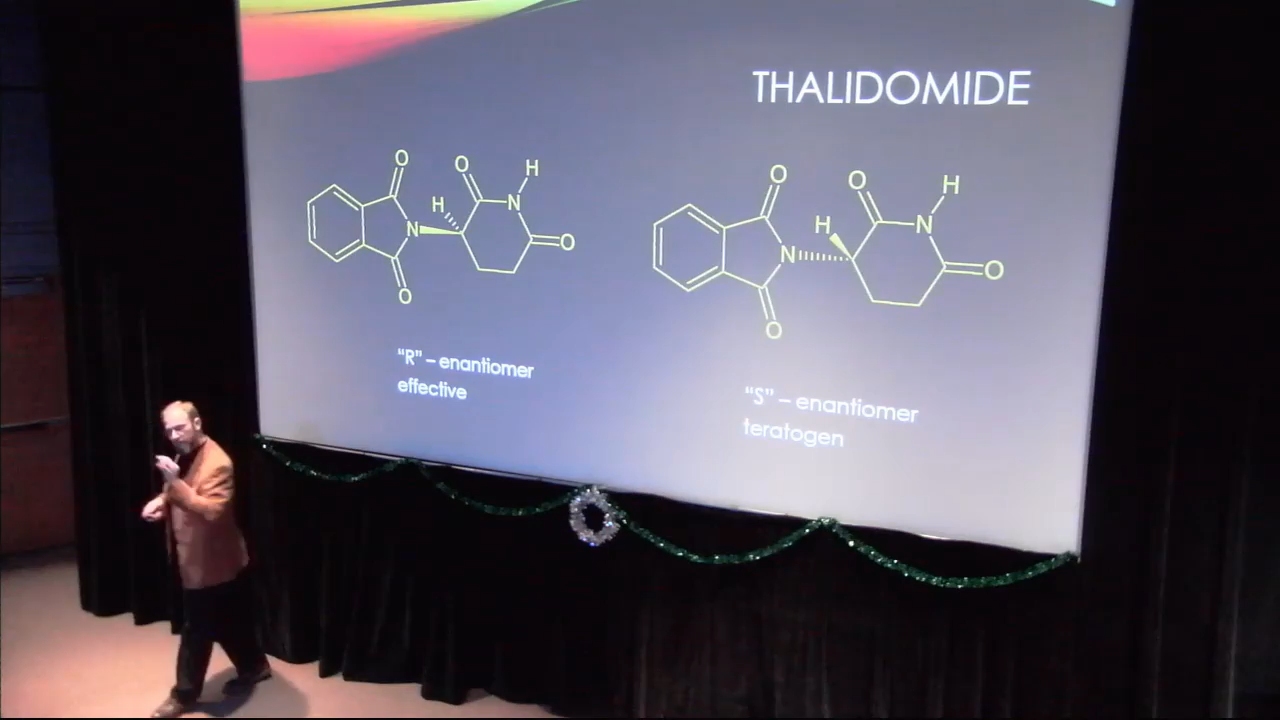 THALIDOMIDE
O
O
H
H
N
N
O
O
O
O
H
H
N
N
O
O
“R” – enantiomer
effective
“S” – enantiomer
teratogen